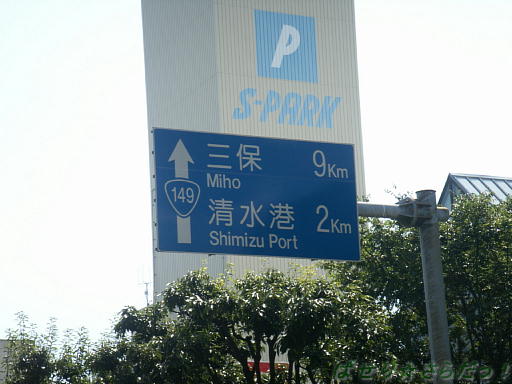 P
S-PARK
三保 9Km
Miho
149
清水港 2Km
Shimizu Port